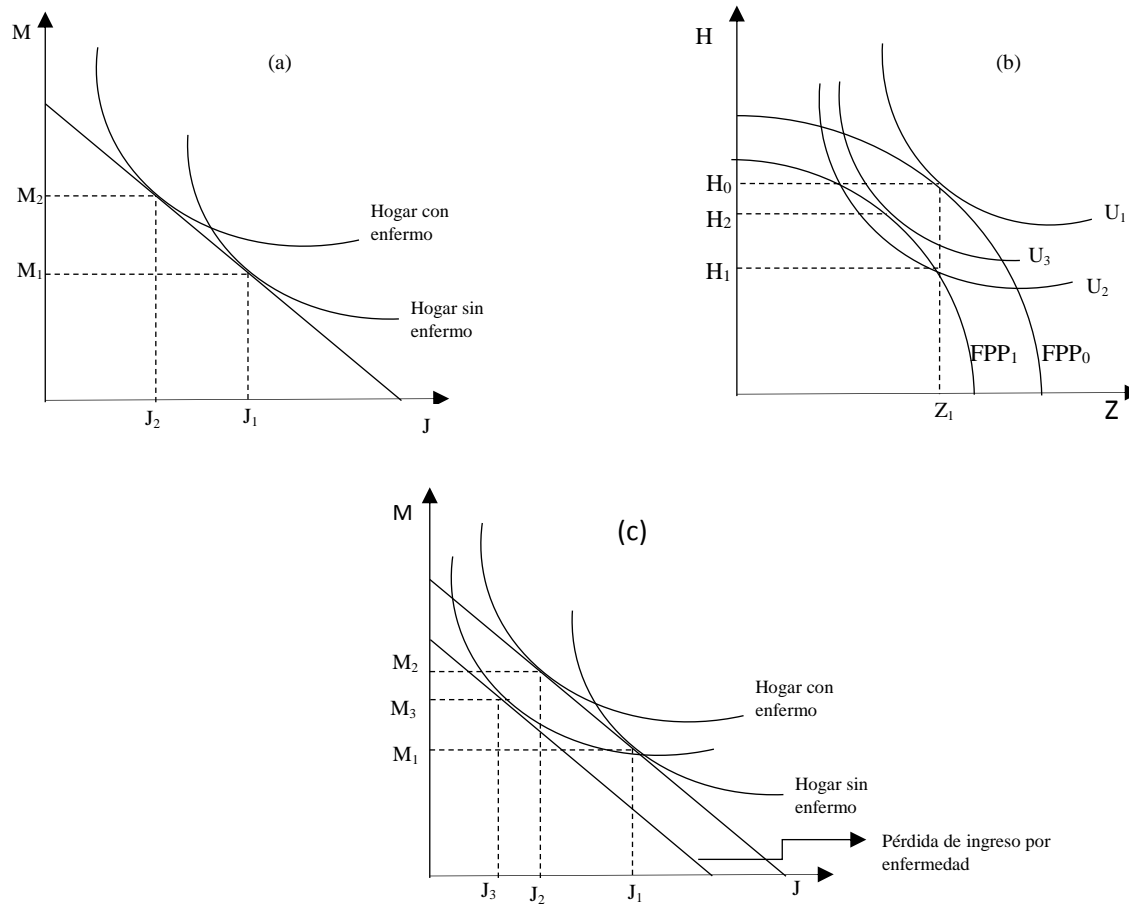 M
(a)
M₂
M₁
Hogar con
enfermo
Hogar sin
enfermo
J₂
J₁
J
H
(b)
H₀
H₂
H₁
U₁
U₃
U₂
FPP₁
FPP₀
Z₁
Z
M
(c)
M₂
M₃
M₁
Hogar con
enfermo
Hogar sin
enfermo
Pérdida de ingreso por
enfermedad
J₃
J₂
J₁
J